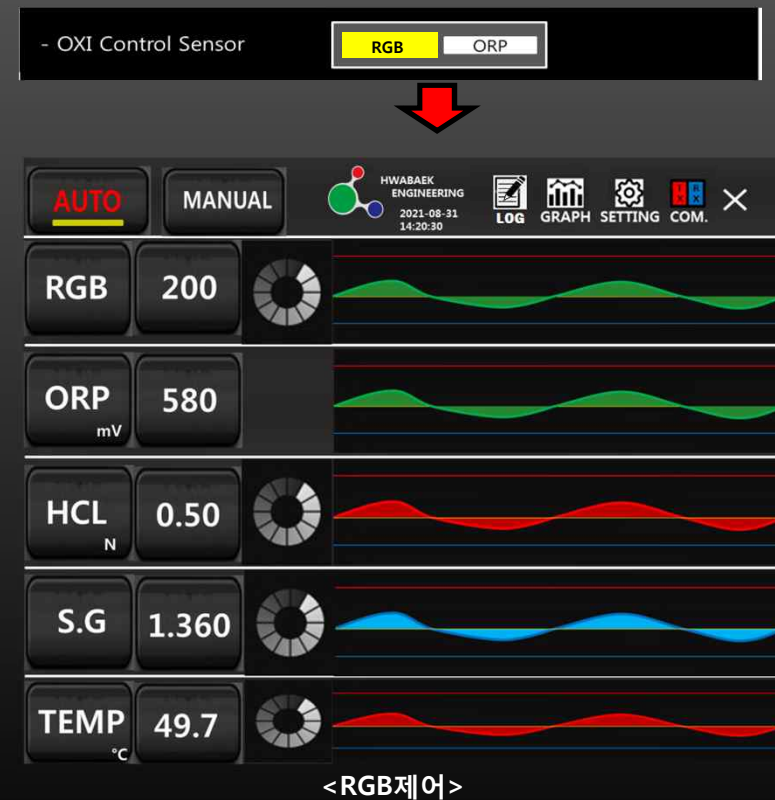 - OXI Control Sensor RGB ORP
AUTO MANUAL
HWABAEK
ENGINEERING
2021-08-31
14:20:30
LOG GRAPH SETTING COM.
T X R X
RGB 200
ORP mV 580
HCL N 0.50
S.G 1.360
TEMP °C 49.7
<RGB제어>